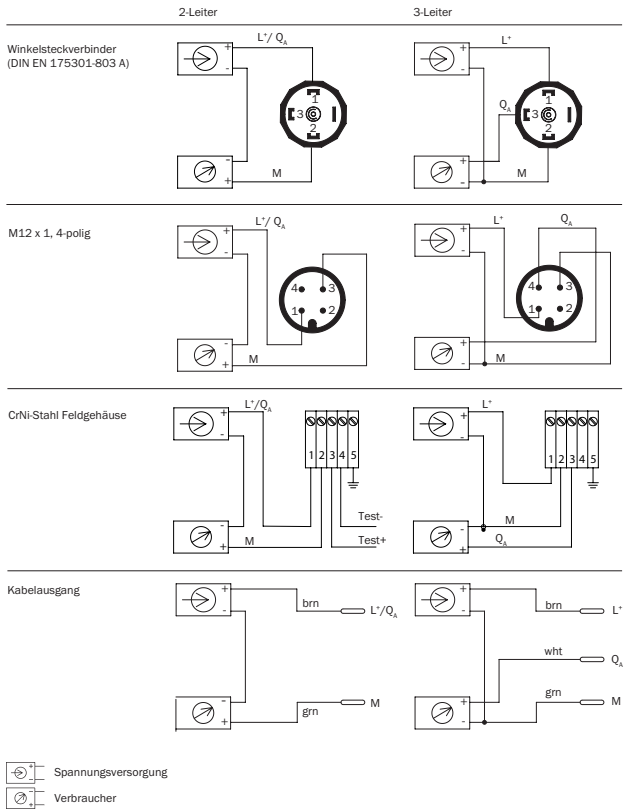 2-Leiter 3-Leiter
Winkelsteckverbinder
(DIN EN 175301-803 A)
+ L⁺/ Q_A
-
1
3
2
-
+ M
+ L⁺
-
1
Q_A 3
2
+
- M
M12 x 1, 4-polig
+ L⁺/ Q_A
-
4 3
1 2
-
+ M
+ L⁺ Q_A
-
4 3
1 2
+
- M
CrNi-Stahl Feldgehäuse
+ L⁺/Q_A
-
1 2 3 4 5
Test-
-
+ M Test+
+ L⁺
-
1 2 3 4 5
- M
+ Q_A
Kabelausgang
+ brn L⁺/Q_A
-
- M
+ grn
+ brn L⁺
-
wht Q_A
+ grn M
-
+
- Spannungsversorgung
-
+ Verbraucher